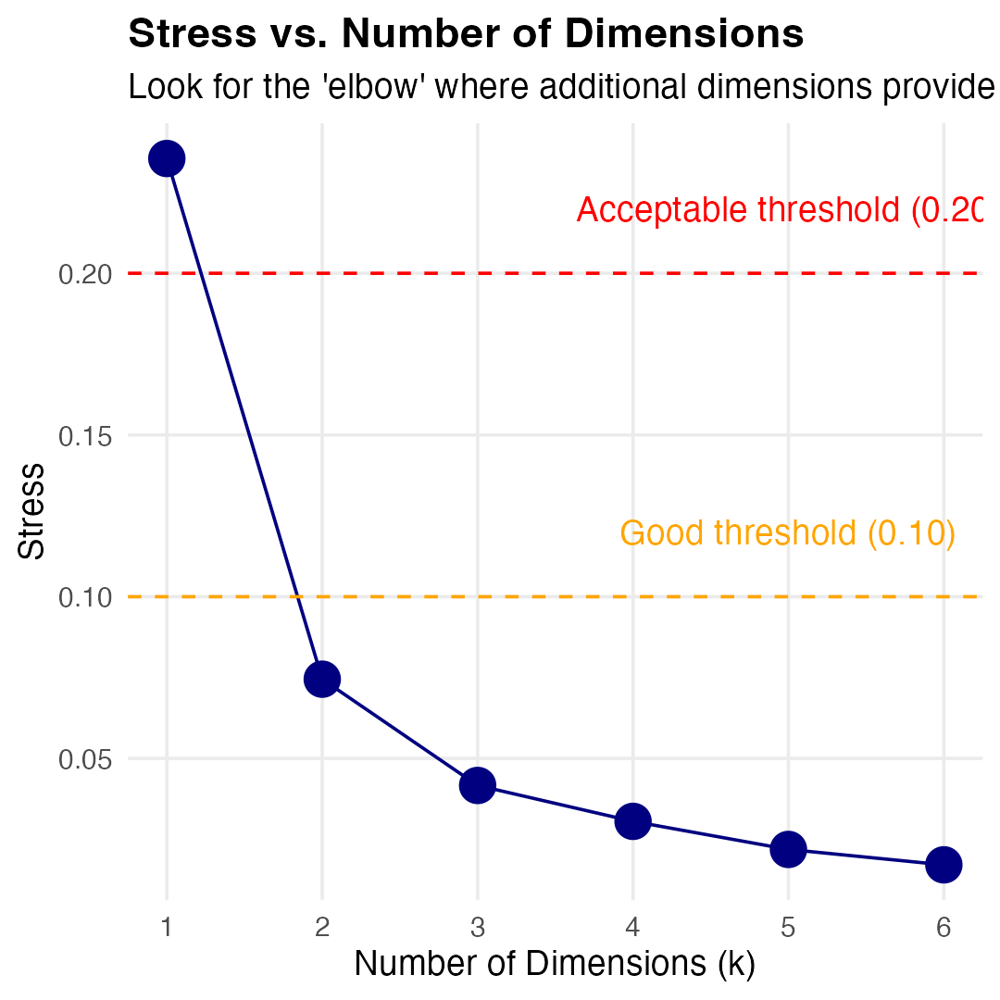 Stress vs. Number of Dimensions
Look for the 'elbow' where additional dimensions provide
Acceptable threshold (0.20
0.20
0.15
Good threshold (0.10)
0.10
0.05
Stress
1 2 3 4 5 6
Number of Dimensions (k)